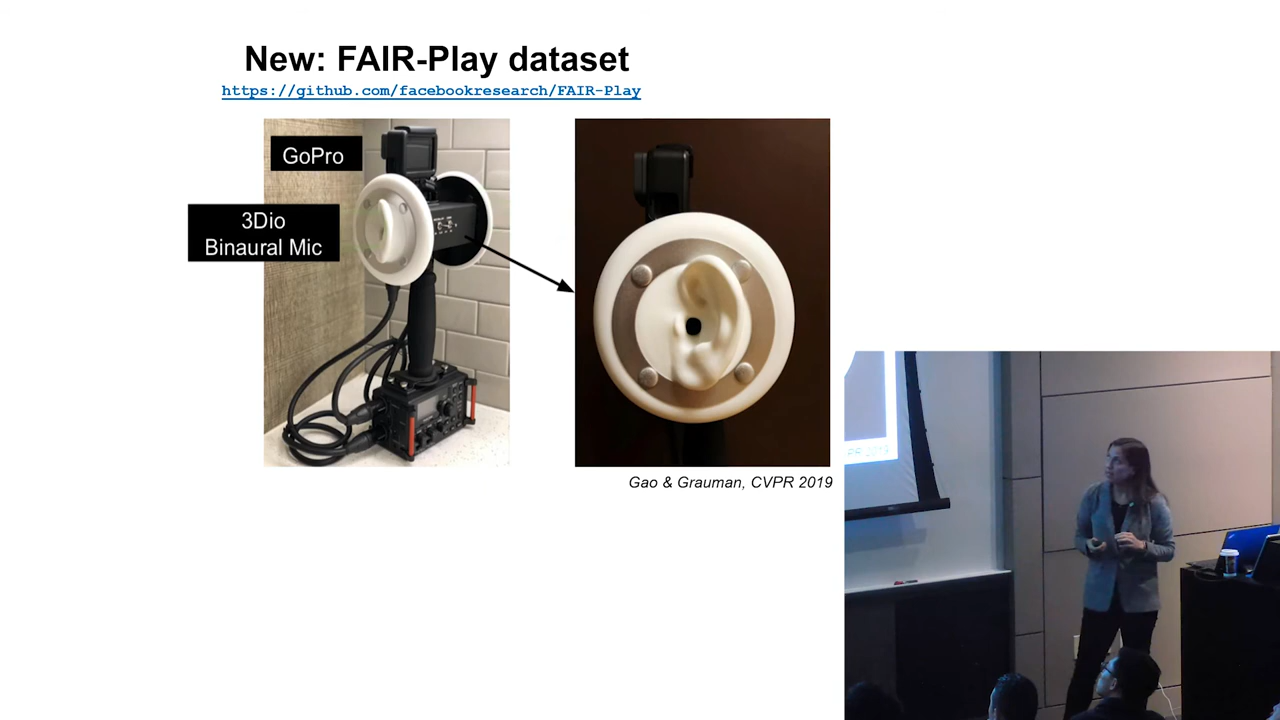 New: FAIR-Play dataset
https://github.com/facebookresearch/FAIR-Play
GoPro
3Dio
Binaural Mic
Gao & Grauman, CVPR 2019